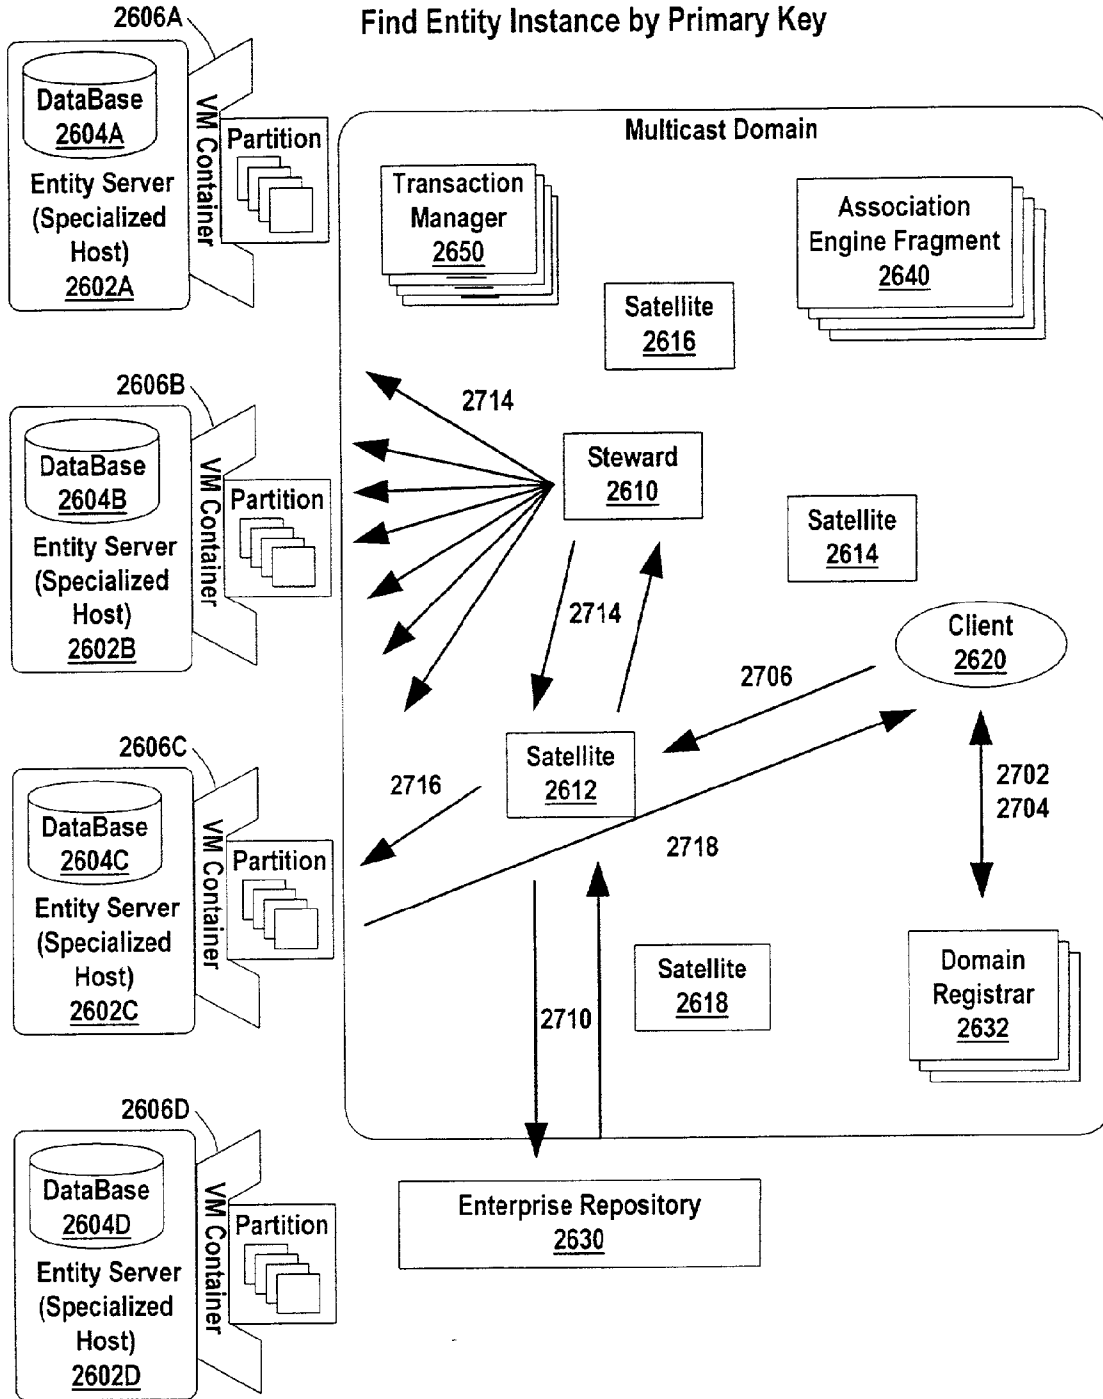 Find Entity Instance by Primary Key
2606A
DataBase
2604A
Entity Server
(Specialized
Host)
2602A
VM Container
Partition
2606B
DataBase
2604B
Entity Server
(Specialized
Host)
2602B
VM Container
Partition
2606C
DataBase
2604C
Entity Server
(Specialized
Host)
2602C
VM Container
Partition
2606D
DataBase
2604D
Entity Server
(Specialized
Host)
2602D
VM Container
Partition
Multicast Domain
Transaction
Manager
2650
Association
Engine Fragment
2640
Satellite
2616
2714
Steward
2610
Satellite
2614
2714
Client
2620
2706
Satellite
2612
2716
2702
2704
2718
Satellite
2618
2710
Domain
Registrar
2632
Enterprise Repository
2630